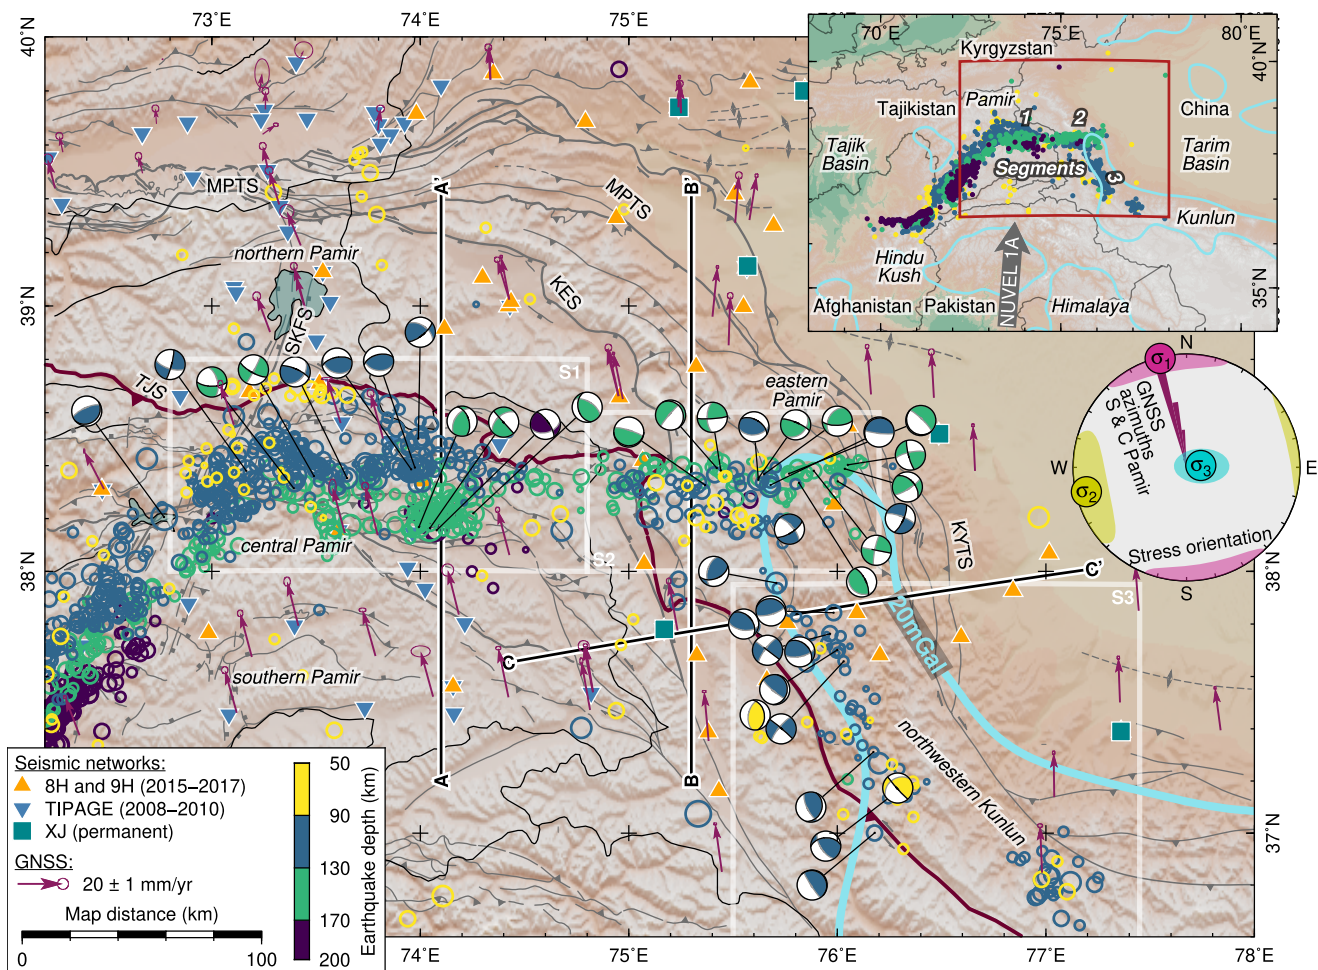 73°E
74°E
75°E
40°N
39°N
38°N
37°N
74°E
75°E
76°E
77°E
78°E
A'
B'
C'
A
B
C
MPTS
MPTS
KES
northern Pamir
SKFS
TJS
S1
S2
S3
eastern
Pamir
central Pamir
southern Pamir
KYTS
20mGal
northwestern Kunlun
70°E
75°E
80°E
40°N
35°N
Kyrgyzstan
Tajikistan
Pamir
1
2
3
China
Tajik
Basin
Segments
Tarim
Basin
Kunlun
Hindu
Kush
NUVEL 1A
Afghanistan
Pakistan
Himalaya
N
W
E
S
σ1
σ2
σ3
GNSS
azimuths
S & C Pamir
Stress orientation
Seismic networks:
8H and 9H (2015–2017)
TIPAGE (2008–2010)
XJ (permanent)
GNSS:
20 ± 1 mm/yr
Map distance (km)
0
100
50
90
130
170
200
Earthquake depth (km)